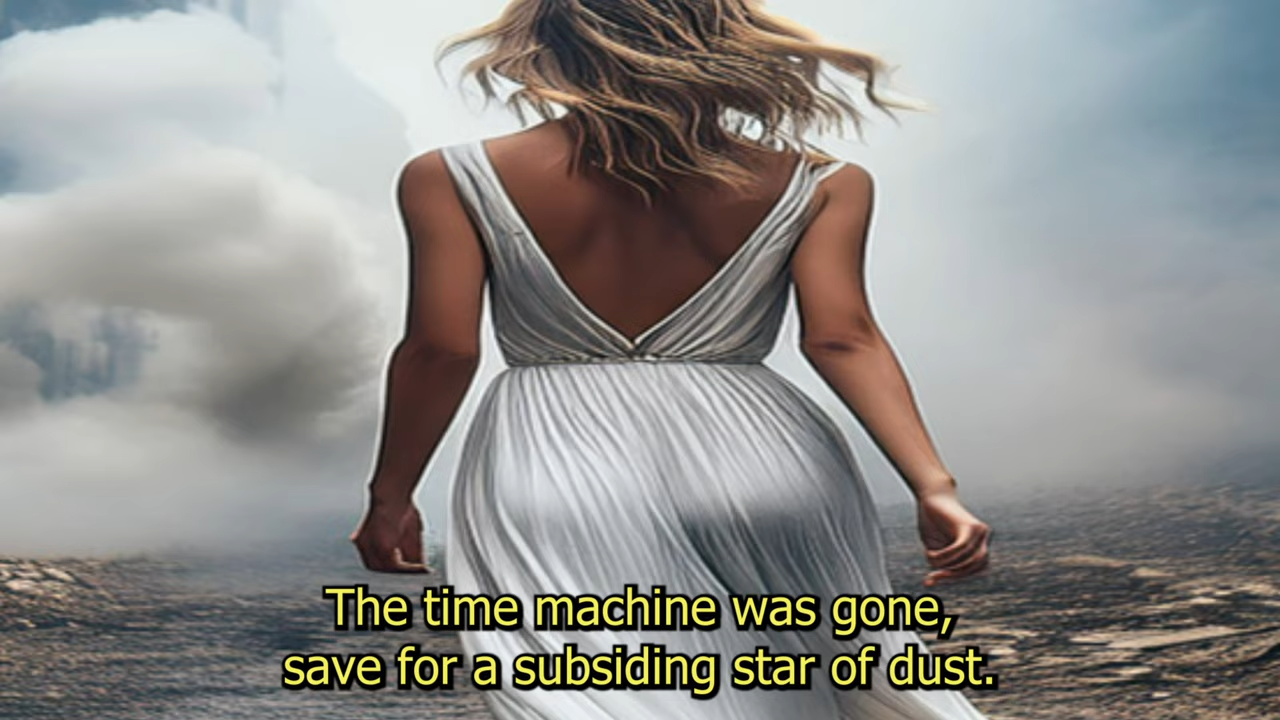 The time machine was gone,
save for a subsiding star of dust.